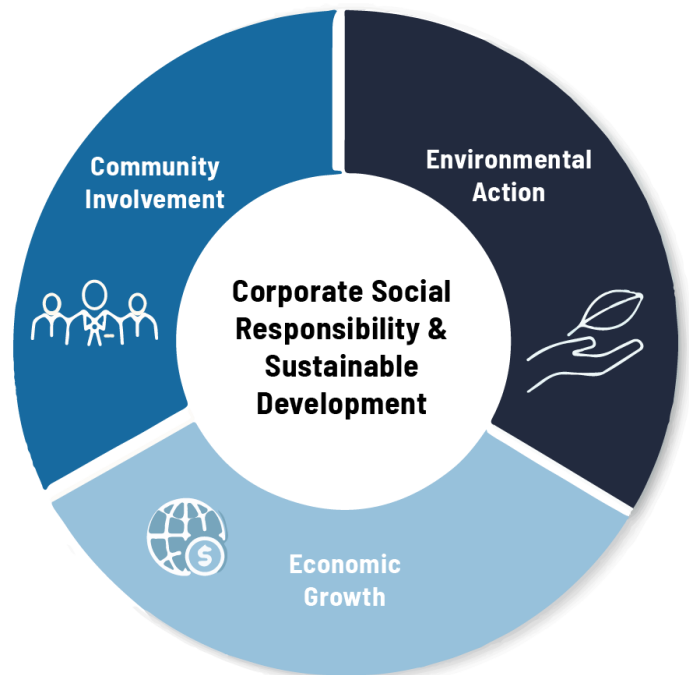 Community
Involvement
Environmental
Action
Corporate Social
Responsibility &
Sustainable
Development
$
Economic
Growth